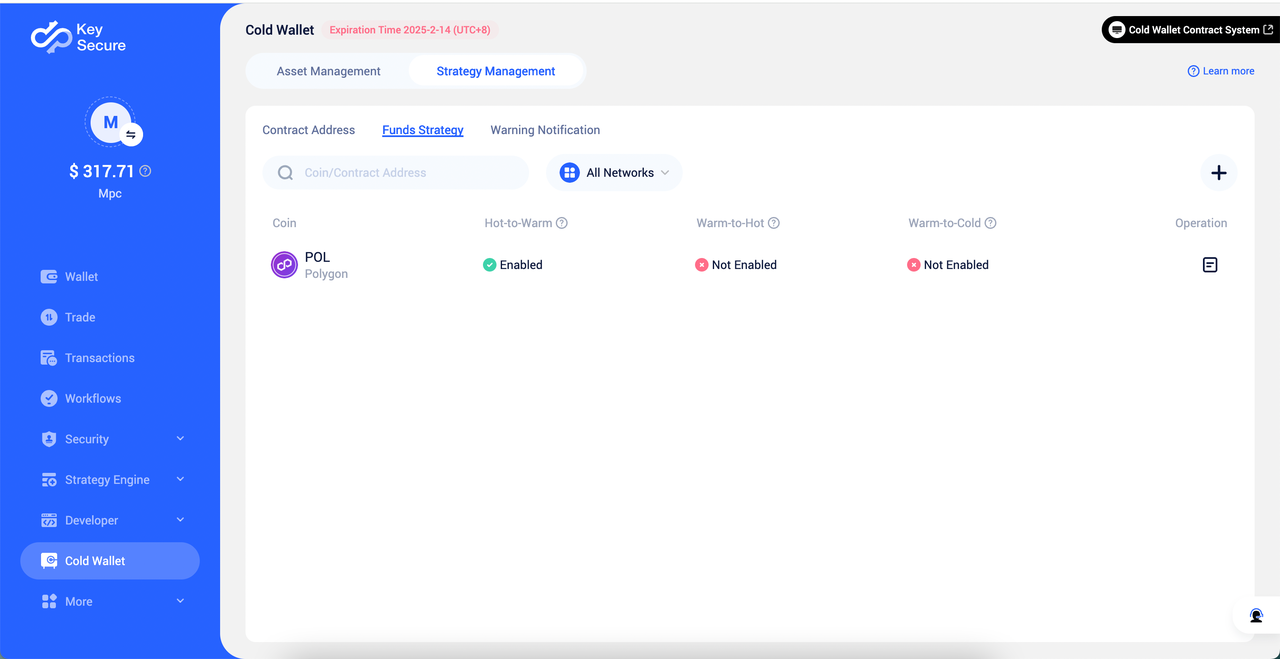 Key
Secure
M
$ 317.71
Mpc
Wallet
Trade
Transactions
Workflows
Security
Strategy Engine
Developer
Cold Wallet
More
Cold Wallet Expiration Time 2025-2-14 (UTC+8)
Cold Wallet Contract System
Asset Management Strategy Management
Learn more
Contract Address Funds Strategy Warning Notification
Coin/Contract Address All Networks
Coin Hot-to-Warm Warm-to-Hot Warm-to-Cold Operation
POL
Polygon
Enabled Not Enabled Not Enabled